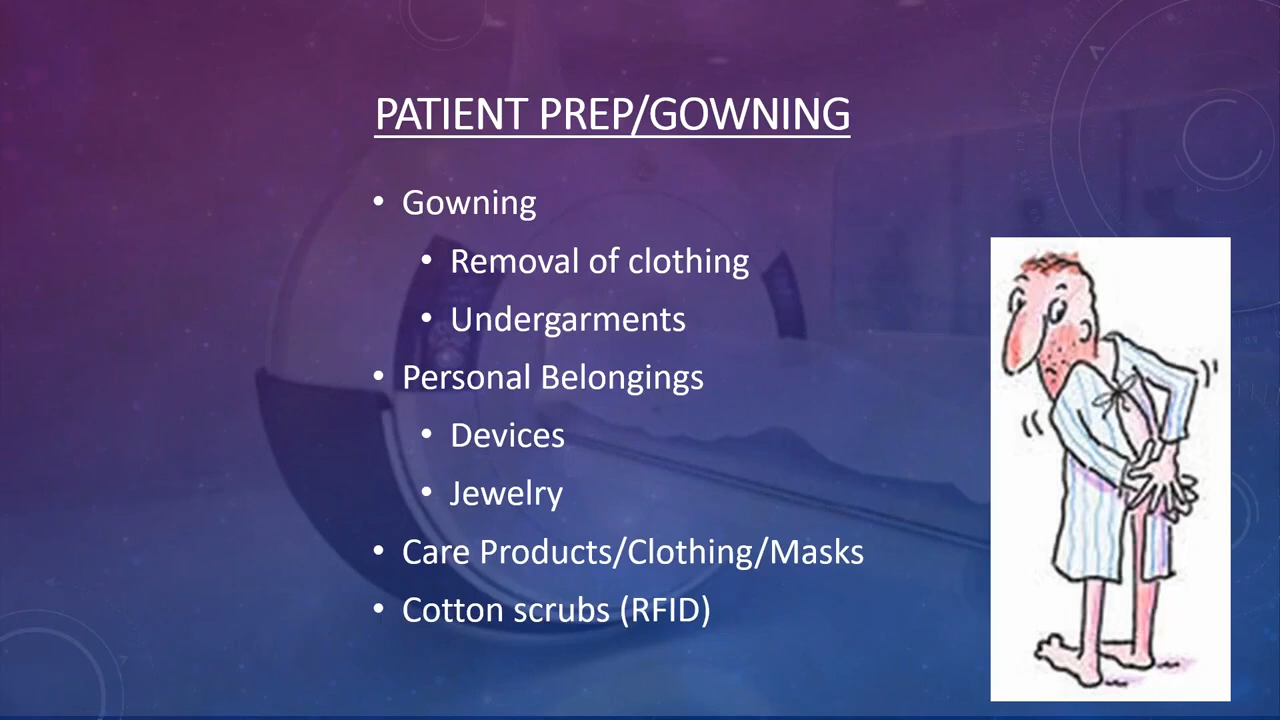 PATIENT PREP/GOWNING
• Gowning
• Removal of clothing
• Undergarments
• Personal Belongings
• Devices
• Jewelry
• Care Products/Clothing/Masks
• Cotton scrubs (RFID)